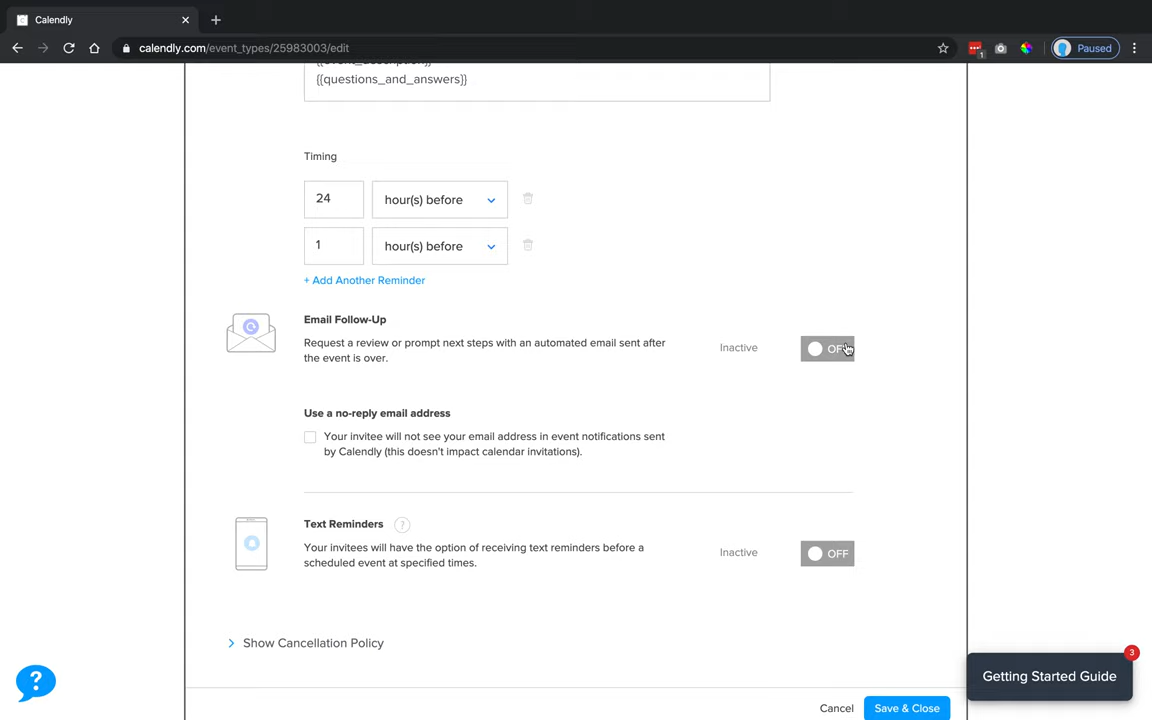 Calendly
calendly.com/event_types/25983003/edit
1
Paused
{{event_description}}
{{questions_and_answers}}
Timing
24
hour(s) before
1
hour(s) before
+ Add Another Reminder
Email Follow-Up
Request a review or prompt next steps with an automated email sent after
the event is over.
Inactive
OFF
Use a no-reply email address
Your invitee will not see your email address in event notifications sent
by Calendly (this doesn't impact calendar invitations).
Text Reminders ?
Your invitees will have the option of receiving text reminders before a
scheduled event at specified times.
Inactive
OFF
Show Cancellation Policy
?
3
Getting Started Guide
Cancel
Save & Close